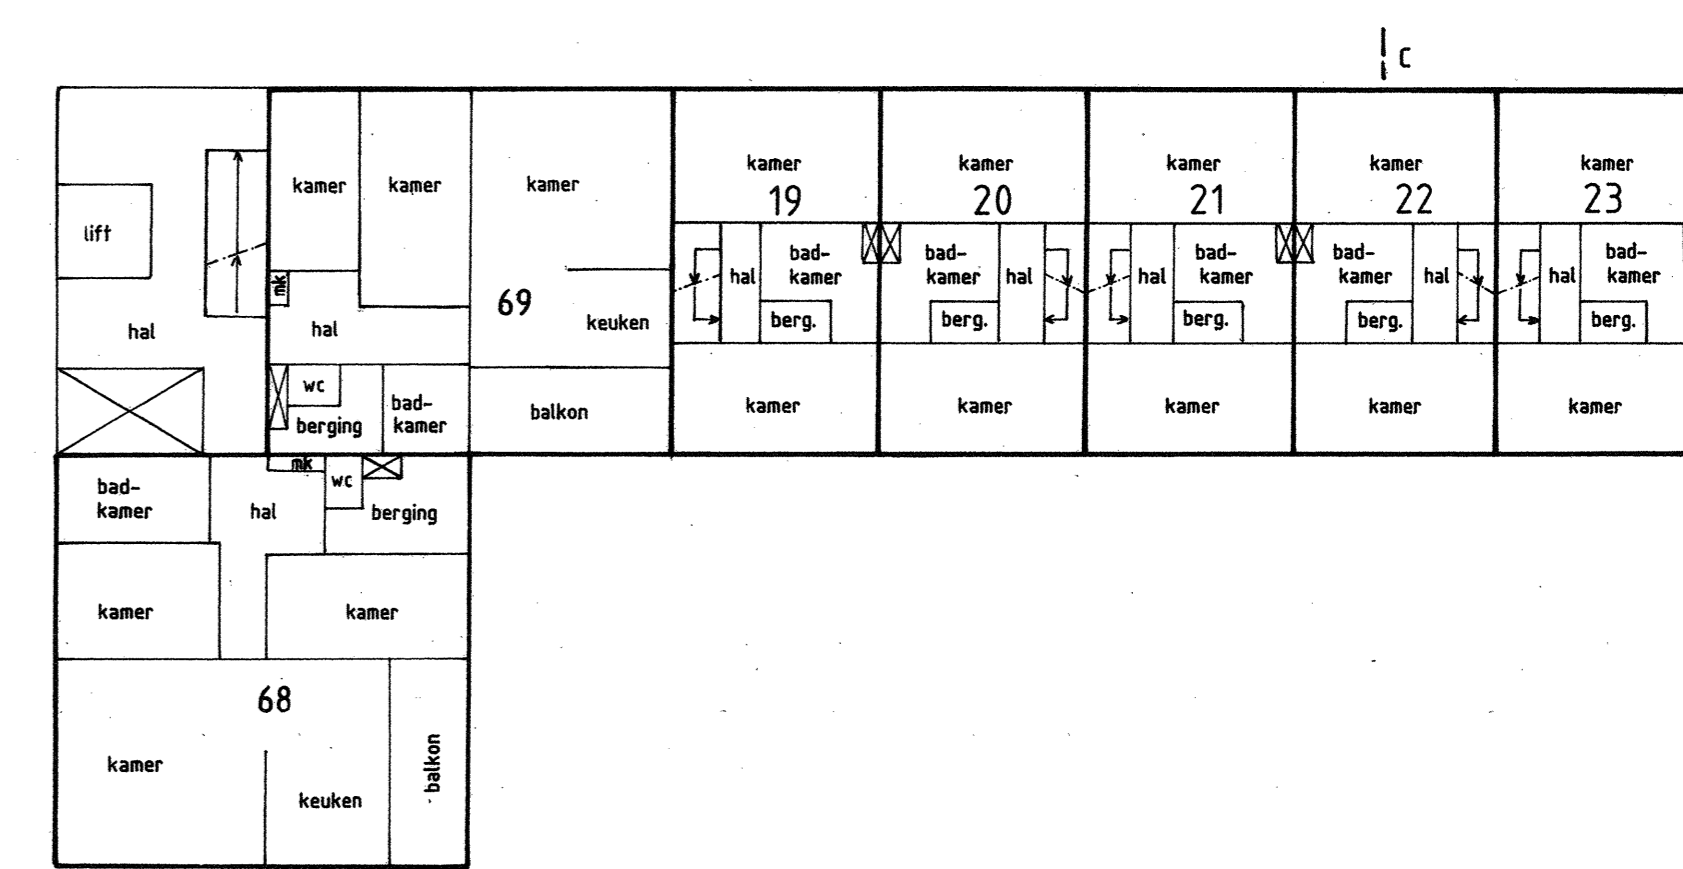 C
kamer
kamer
kamer
kamer
kamer
19
20
21
22
23
kamer
kamer
kamer
lift
bad-
kamer
hal
berg.
bad-
kamer
hal
berg.
hal
bad-
kamer
berg.
bad-
kamer
hal
berg.
hal
bad-
kamer
berg.
mk
69
hal
hal
keuken
wc
berging
bad-
kamer
balkon
kamer
kamer
kamer
kamer
kamer
mk
wc
bad-
kamer
hal
berging
kamer
kamer
68
kamer
keuken
balkon